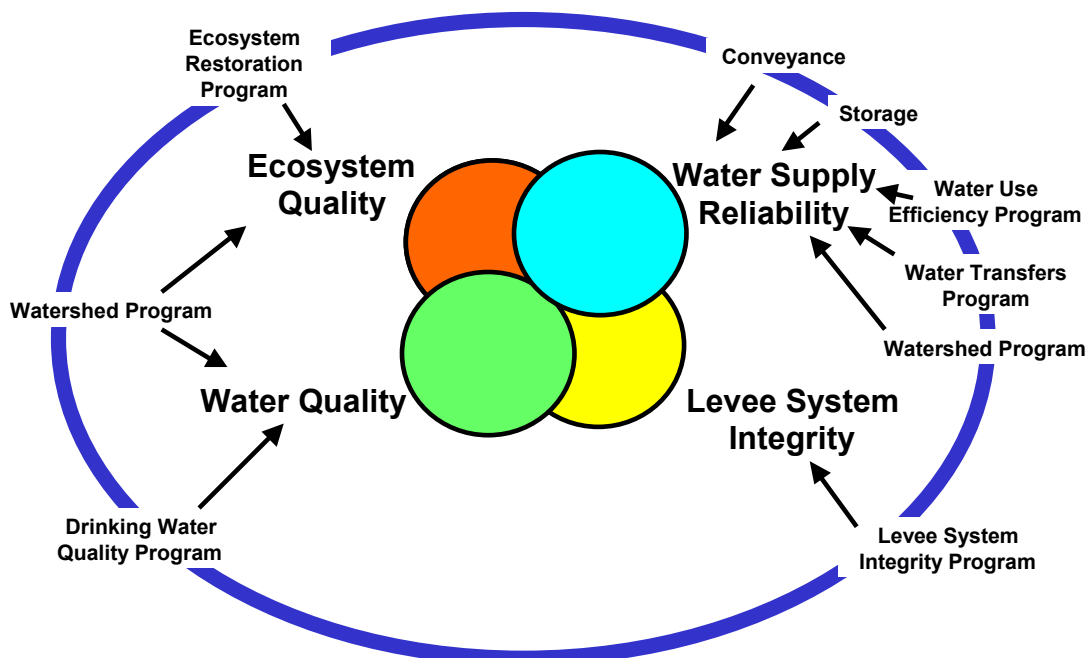 Ecosystem
Restoration
Program
Conveyance
Storage
Ecosystem
Quality
Water Supply
Reliability
Water Use
Efficiency Program
Water Transfers
Program
Watershed Program
Watershed Program
Water Quality
Levee System
Integrity
Drinking Water
Quality Program
Levee System
Integrity Program